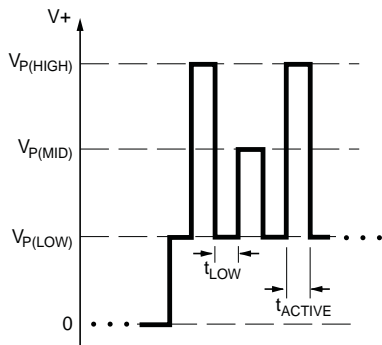 V+
VP(HIGH)
VP(MID)
VP(LOW)
tLOW
tACTIVE
0